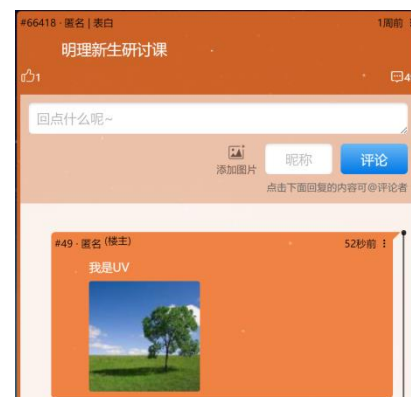 #66418 · 匿名 | 表白 1周前
明理新生研讨课
1 4
回点什么呢~
添加图片 昵称 评论
点击下面回复的内容可@评论者
#49 · 匿名 (楼主) 52秒前
我是UV